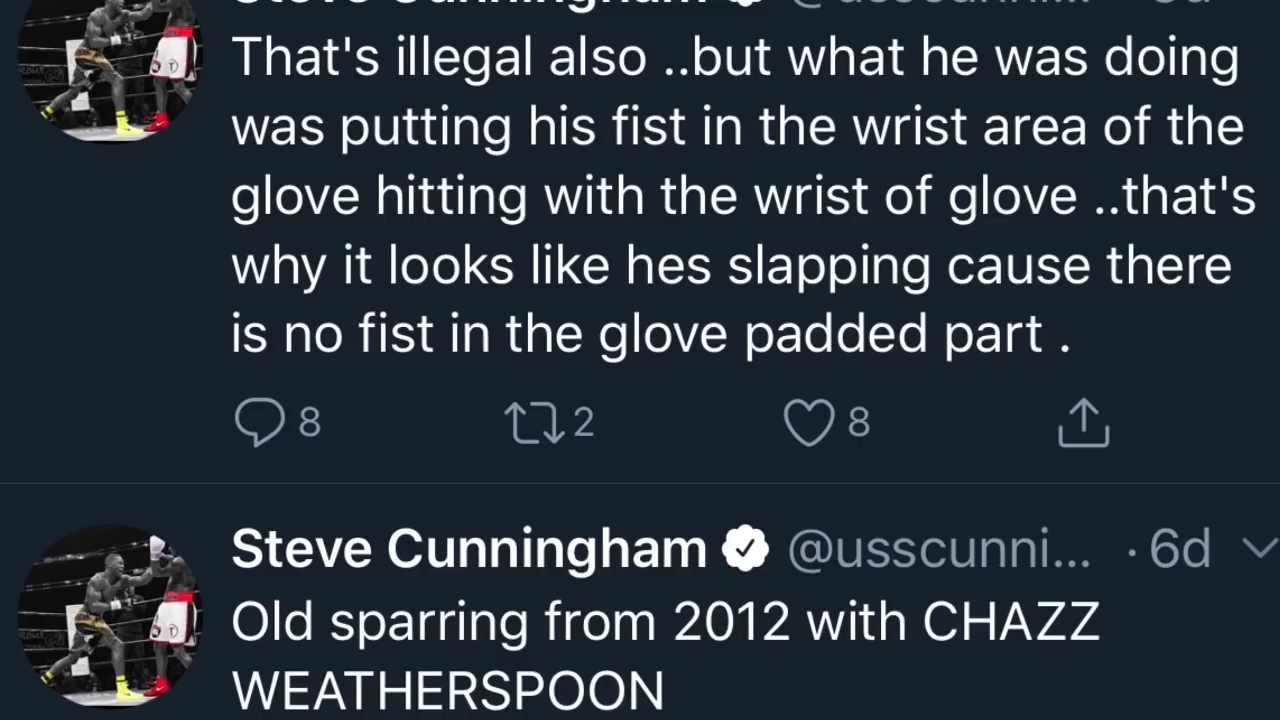 Steve Cunningham
That's illegal also ..but what he was doing
was putting his fist in the wrist area of the
glove hitting with the wrist of glove ..that's
why it looks like hes slapping cause there
is no fist in the glove padded part .
8 2 8
Steve Cunningham @usscunni... · 6d
Old sparring from 2012 with CHAZZ
WEATHERSPOON